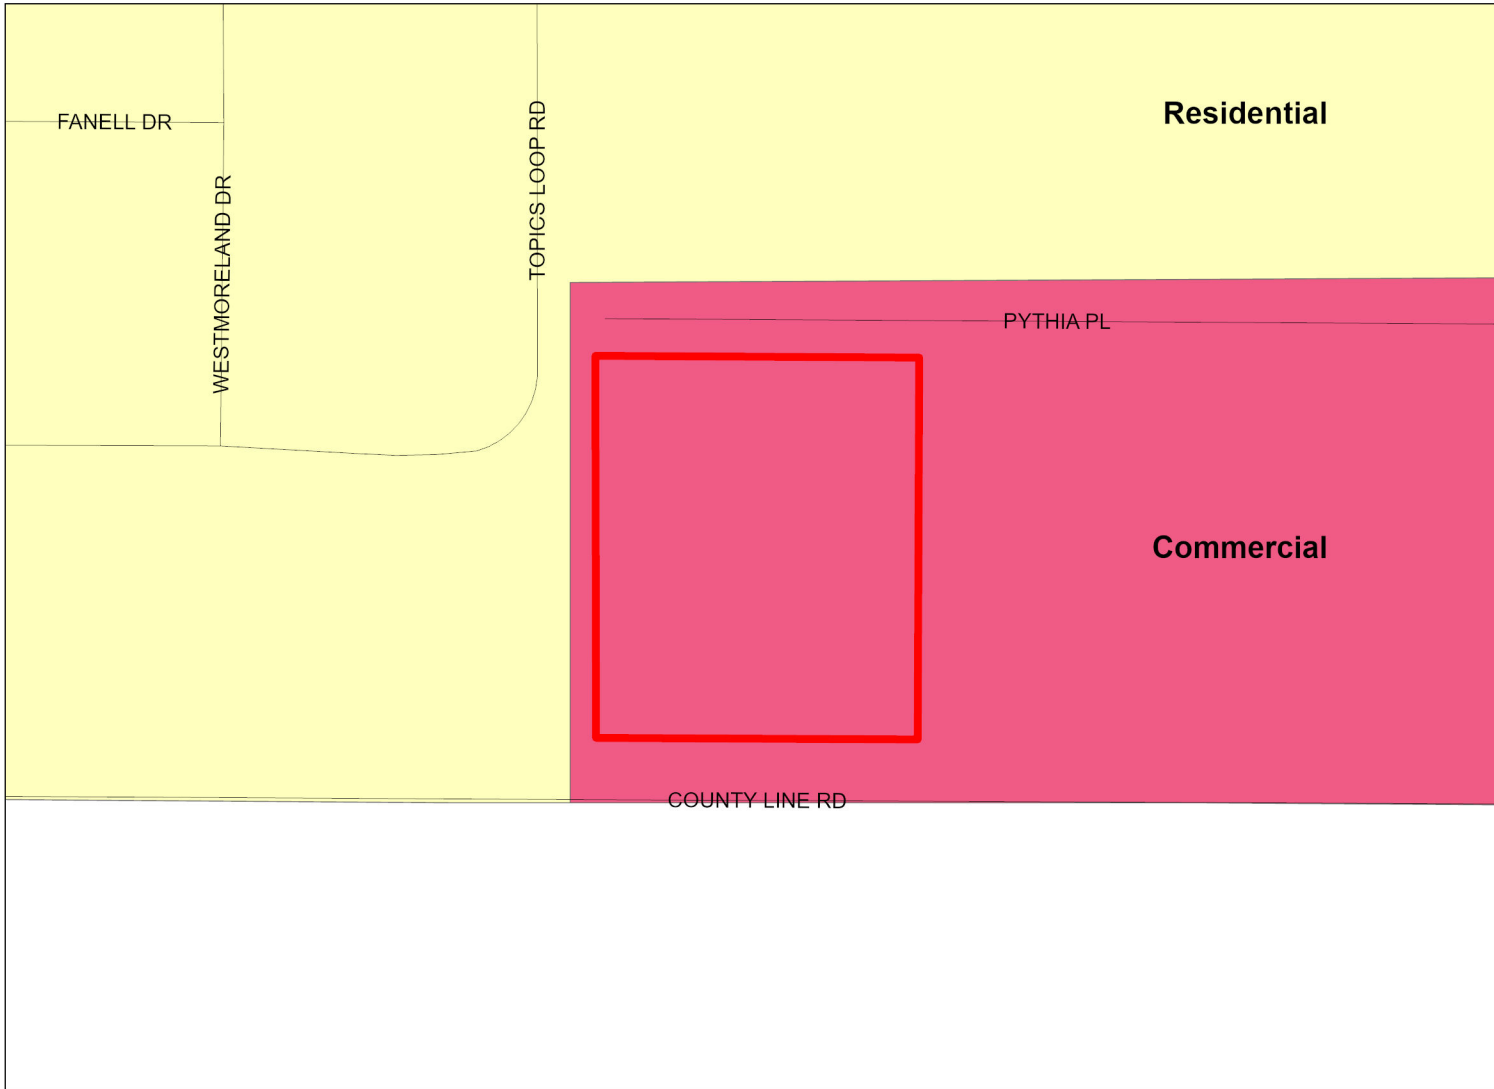 FANELL DR
Residential
TOPICS LOOP RD
WESTMORELAND DR
PYTHIA PL
Commercial
COUNTY LINE RD